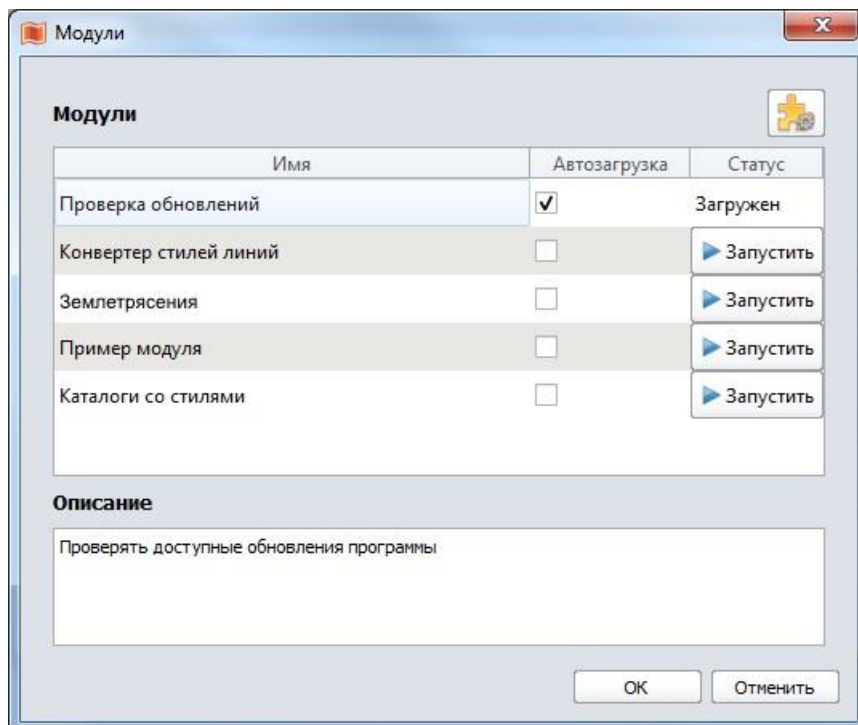 Модули
Модули
Имя Автозагрузка Статус
Проверка обновлений Загружен
Конвертер стилей линий Запустить
Землетрясения Запустить
Пример модуля Запустить
Каталоги со стилями Запустить
Описание
Проверять доступные обновления программы
ОК Отменить